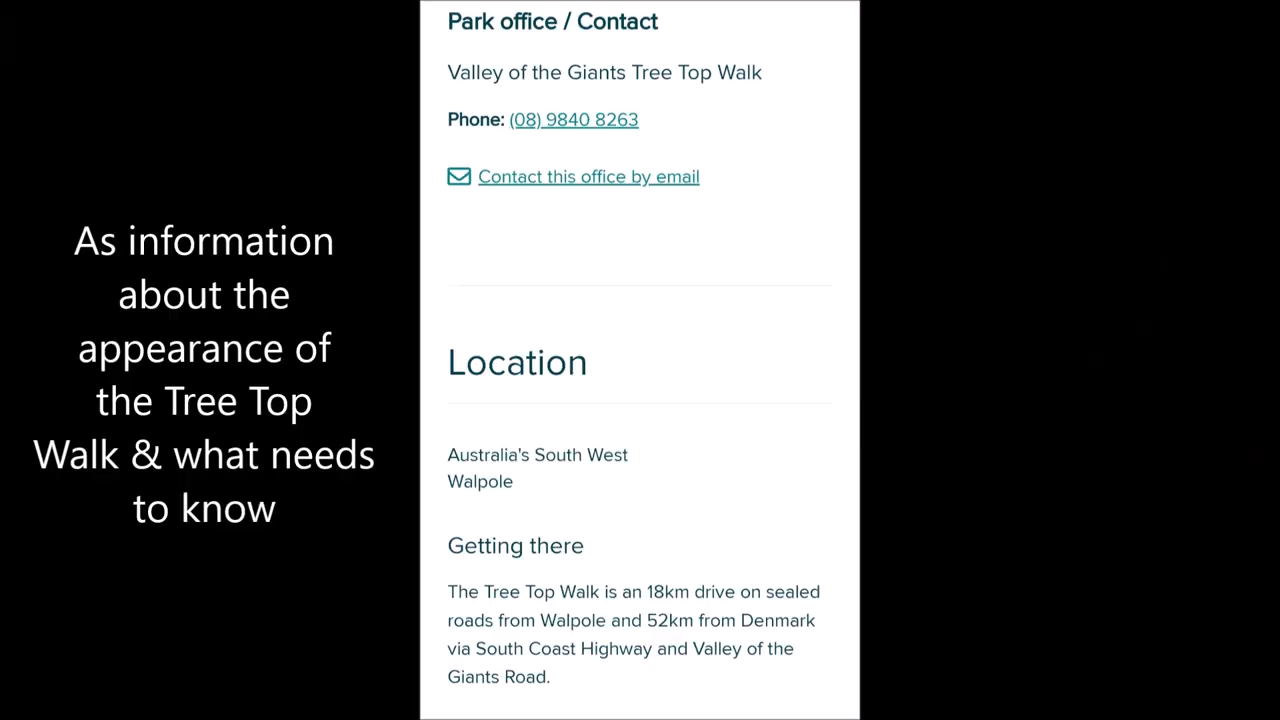 As information
about the
appearance of
the Tree Top
Walk & what needs
to know
Park office / Contact
Valley of the Giants Tree Top Walk
Phone: (08) 9840 8263
Contact this office by email
Location
Australia's South West
Walpole
Getting there
The Tree Top Walk is an 18km drive on sealed
roads from Walpole and 52km from Denmark
via South Coast Highway and Valley of the
Giants Road.